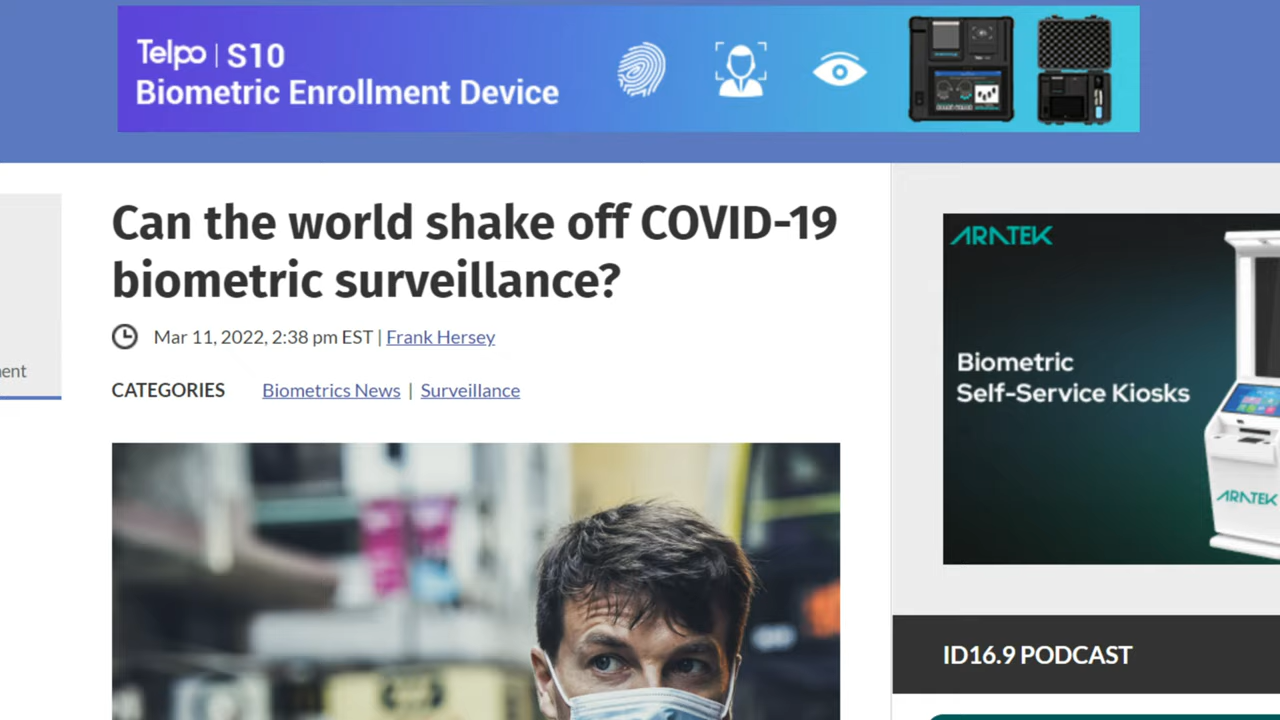 Telpo | S10
Biometric Enrollment Device
Can the world shake off COVID-19
biometric surveillance?
Mar 11, 2022, 2:38 pm EST | Frank Hersey
CATEGORIES Biometrics News | Surveillance
ARATEK
Biometric
Self-Service Kiosks
ARATEK
ID16.9 PODCAST